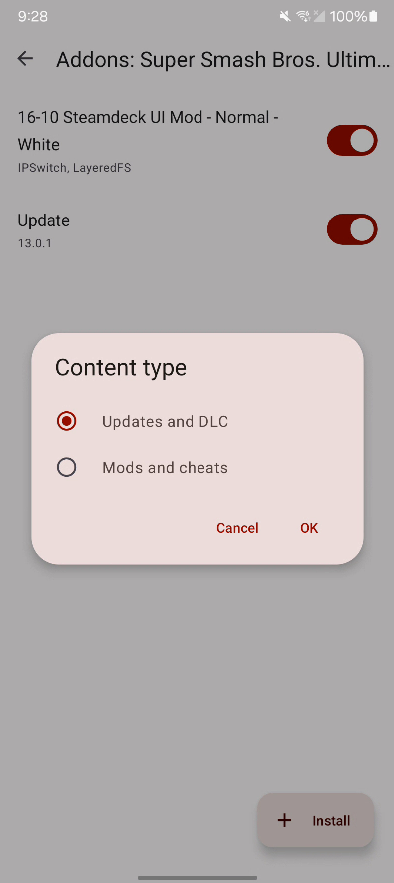 9:28
100%
Addons: Super Smash Bros. Ultim...
16-10 Steamdeck UI Mod - Normal -
White
IPSwitch, LayeredFS
Update
13.0.1
Content type
Updates and DLC
Mods and cheats
Cancel OK
+ Install